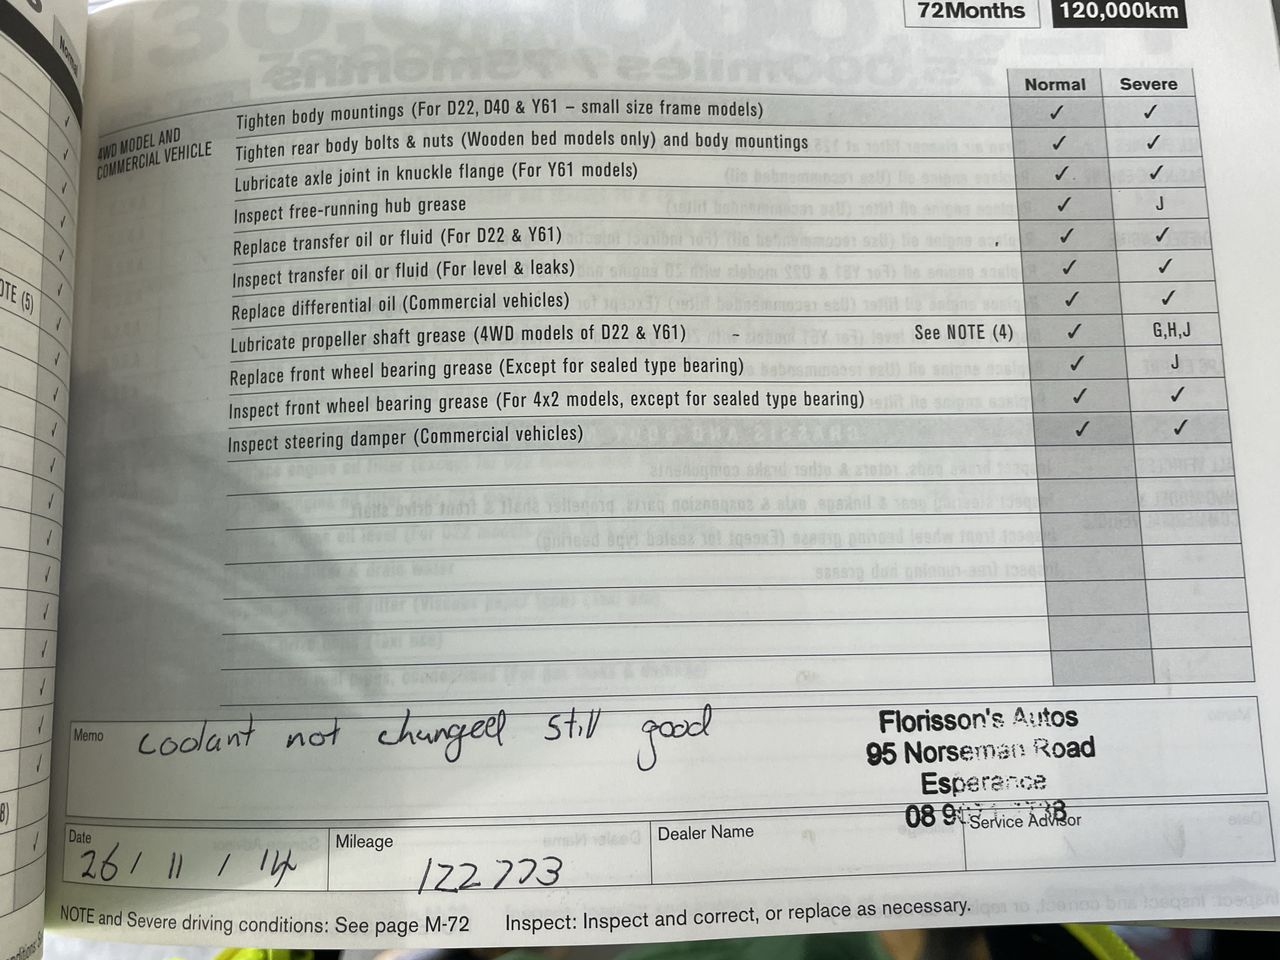 72Months 120,000km
Normal Severe
4WD MODEL AND
COMMERCIAL VEHICLE
Tighten body mountings (For D22, D40 & Y61 – small size frame models) ✓ ✓
Tighten rear body bolts & nuts (Wooden bed models only) and body mountings ✓ ✓
Lubricate axle joint in knuckle flange (For Y61 models) ✓ ✓
Inspect free-running hub grease ✓ J
Replace transfer oil or fluid (For D22 & Y61) ✓ ✓
Inspect transfer oil or fluid (For level & leaks) ✓ ✓
Replace differential oil (Commercial vehicles) ✓ ✓
Lubricate propeller shaft grease (4WD models of D22 & Y61) - See NOTE (4) ✓ G,H,J
Replace front wheel bearing grease (Except for sealed type bearing) ✓ J
Inspect front wheel bearing grease (For 4x2 models, except for sealed type bearing) ✓ ✓
Inspect steering damper (Commercial vehicles) ✓ ✓
Memo coolant not changed still good
Florisson's Autos
95 Norseman Road
Esperance
08
Date 26/11/14
Mileage 122 773
Dealer Name
Service Advisor
NOTE and Severe driving conditions: See page M-72 Inspect: Inspect and correct, or replace as necessary.